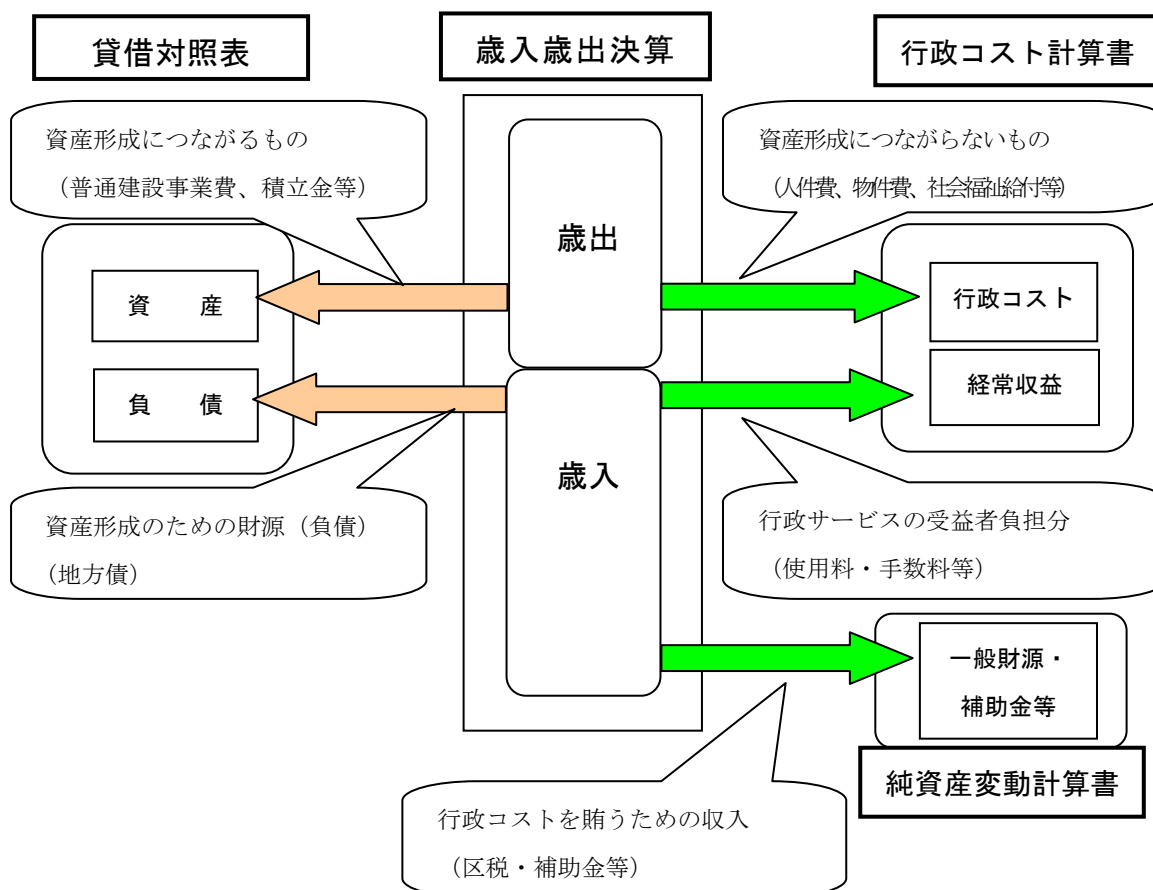 貸借対照表
歳入歳出決算
行政コスト計算書
資産形成につながるもの
（普通建設事業費、積立金等）
資産形成につながらないもの
（人件費、物件費、社会福祉給付等）
歳出
資　　産
行政コスト
負　　債
経常収益
歳入
資産形成のための財源（負債）
（地方債）
行政サービスの受益者負担分
（使用料・手数料等）
一般財源・
補助金等
純資産変動計算書
行政コストを賄うための収入
（区税・補助金等）